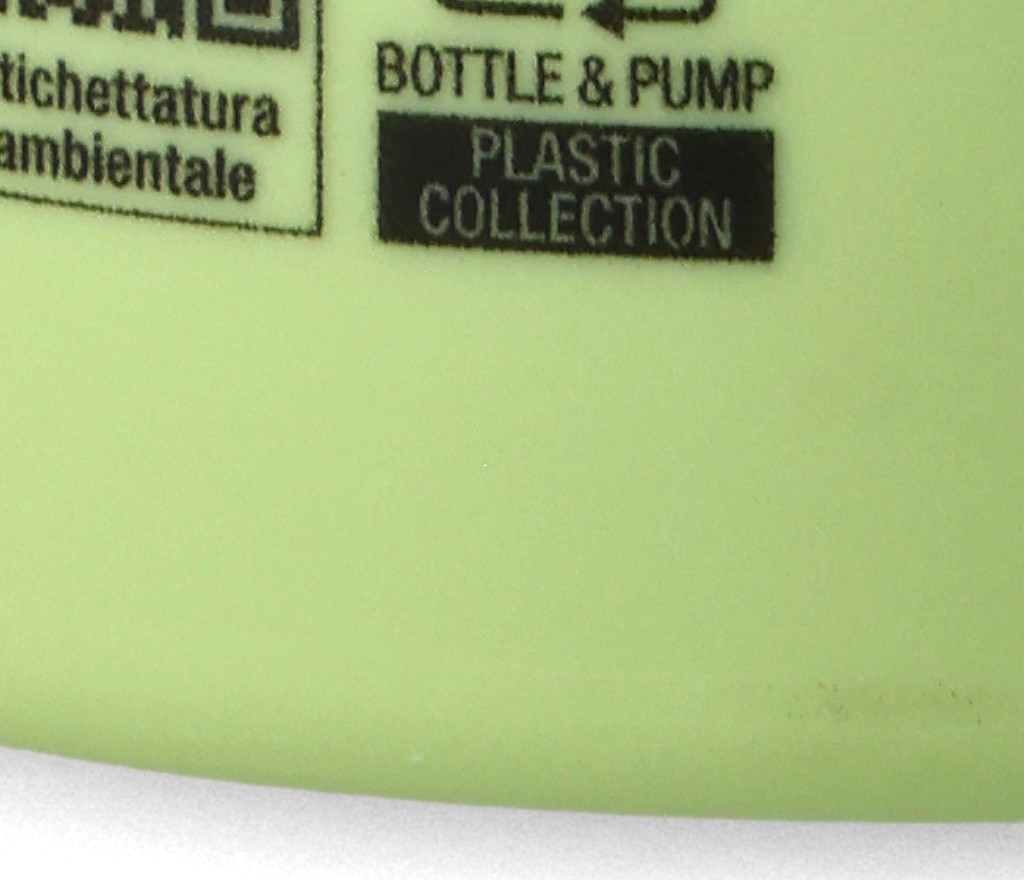 tichettatura
ambientale
BOTTLE & PUMP
PLASTIC
COLLECTION